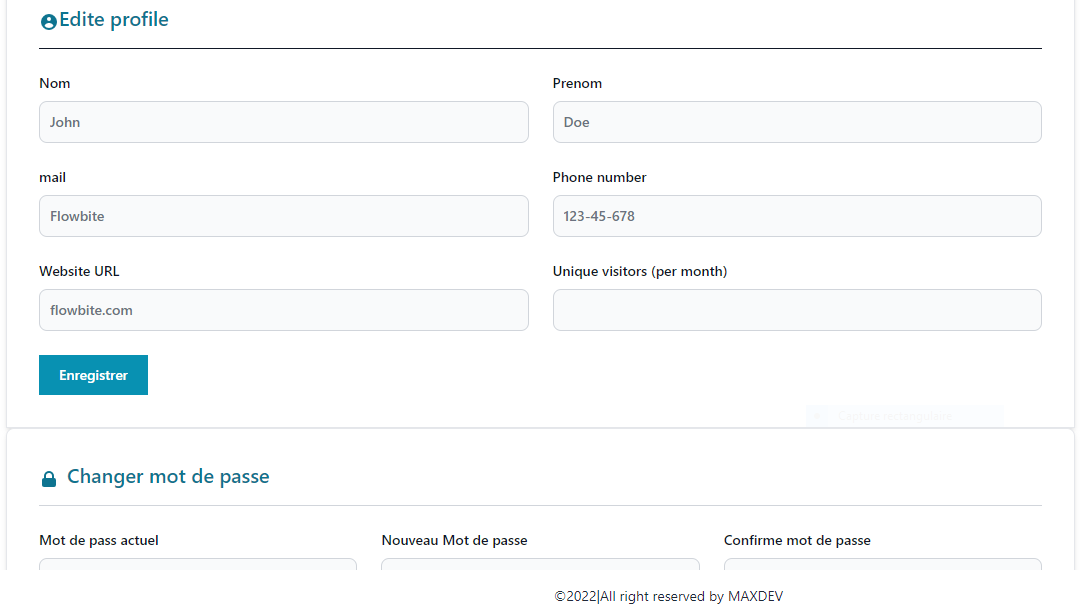 Edite profile
Nom
Prenom
John
Doe
mail
Phone number
Flowbite
123-45-678
Website URL
Unique visitors (per month)
flowbite.com
Enregistrer
Capture rectangulaire
Changer mot de passe
Mot de pass actuel
Nouveau Mot de passe
Confirme mot de passe
©2022|All right reserved by MAXDEV